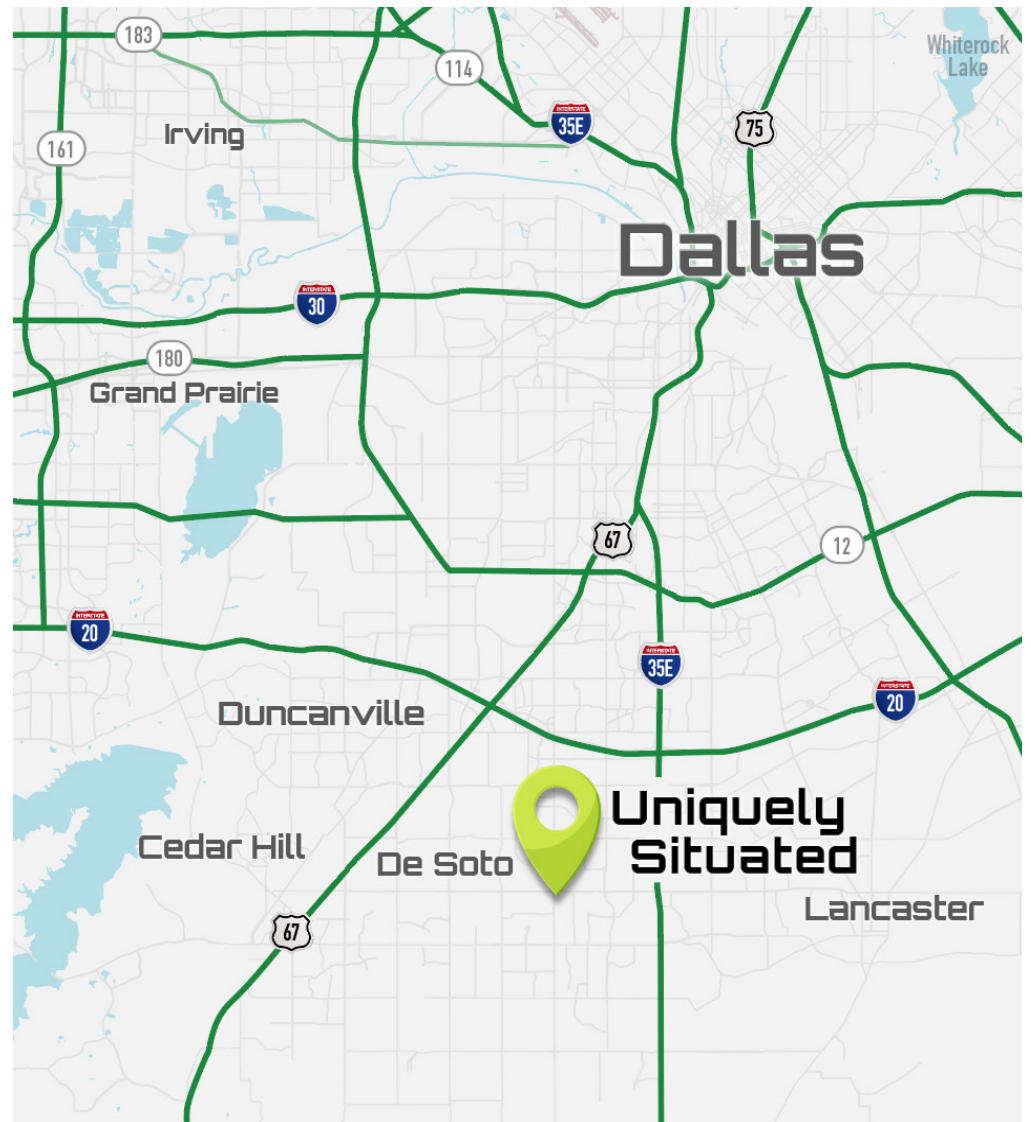 183
114
Whiterock
Lake
INTERSTATE
35E
75
Irving
161
Dallas
INTERSTATE
30
180
Grand Prairie
67
12
INTERSTATE
20
INTERSTATE
35E
INTERSTATE
20
Duncanville
Uniquely
Situated
Cedar Hill
De Soto
Lancaster
67